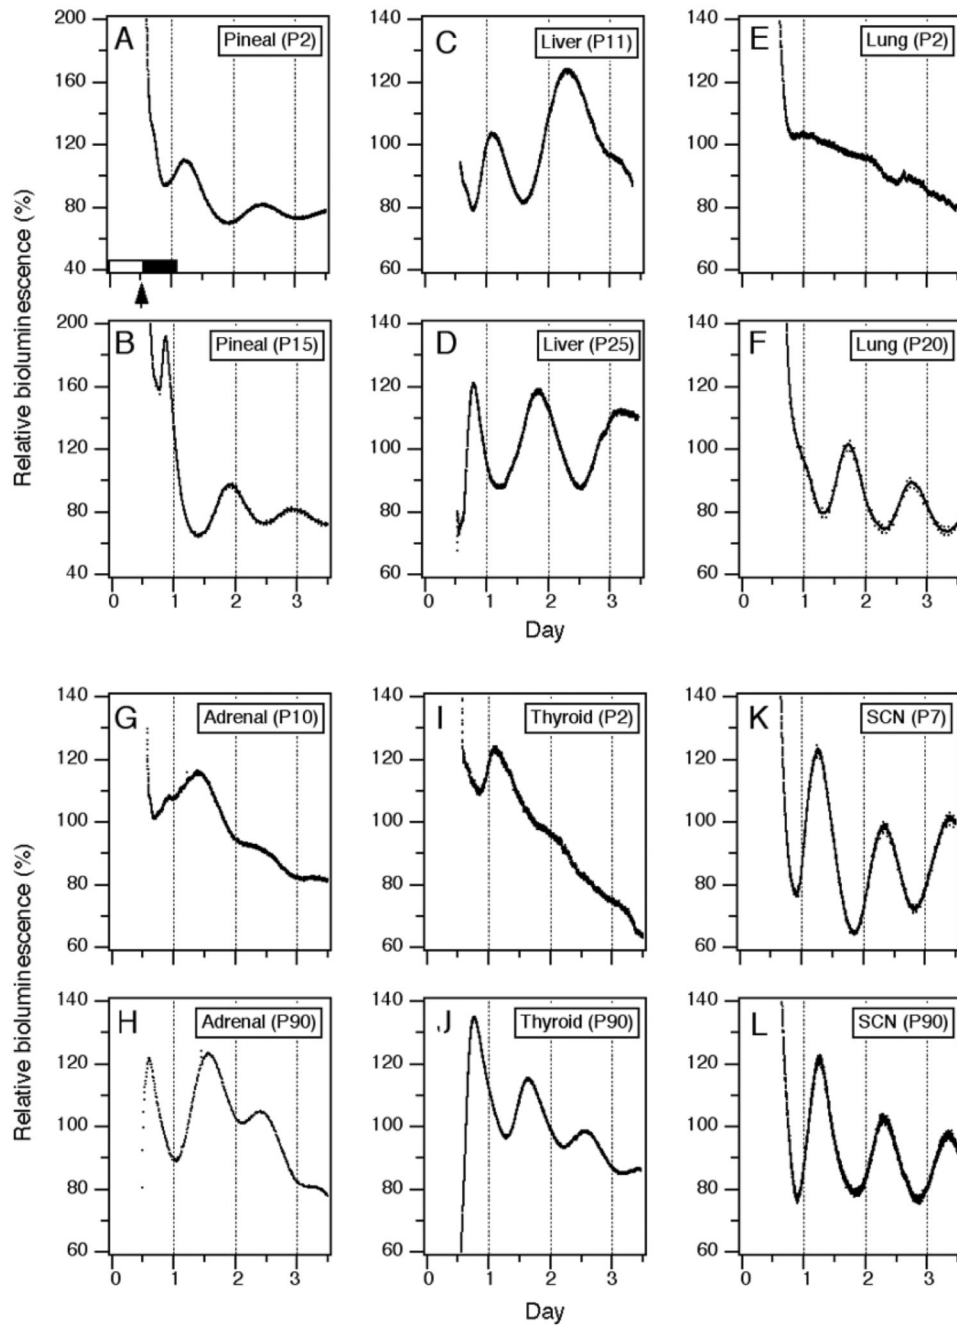 A Pineal (P2)
C Liver (P11)
E Lung (P2)
200 160 120 80 40
140 120 100 80 60
140 120 100 80 60
B Pineal (P15)
D Liver (P25)
F Lung (P20)
200 160 120 80 40
140 120 100 80 60
140 120 100 80 60
0 1 2 3
0 1 2 3
0 1 2 3
Relative bioluminescence (%)
Day
G Adrenal (P10)
I Thyroid (P2)
K SCN (P7)
140 120 100 80 60
140 120 100 80 60
140 120 100 80 60
H Adrenal (P90)
J Thyroid (P90)
L SCN (P90)
140 120 100 80 60
140 120 100 80 60
140 120 100 80 60
0 1 2 3
0 1 2 3
0 1 2 3
Relative bioluminescence (%)
Day